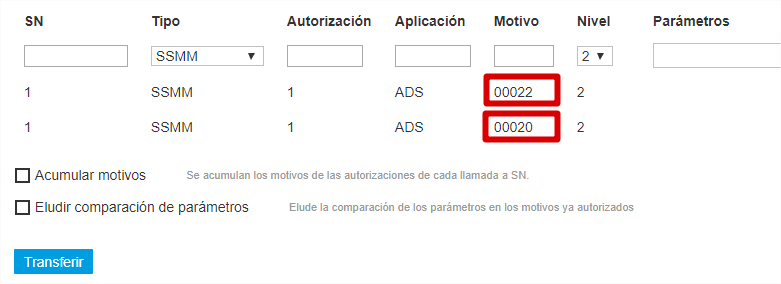 SN Tipo Autorización Aplicación Motivo Nivel Parámetros
SSMM 2
1 SSMM 1 ADS 00022 2
1 SSMM 1 ADS 00020 2
Acumular motivos Se acumulan los motivos de las autorizaciones de cada llamada a SN.
Eludir comparación de parámetros Elude la comparación de los parámetros en los motivos ya autorizados
Transferir